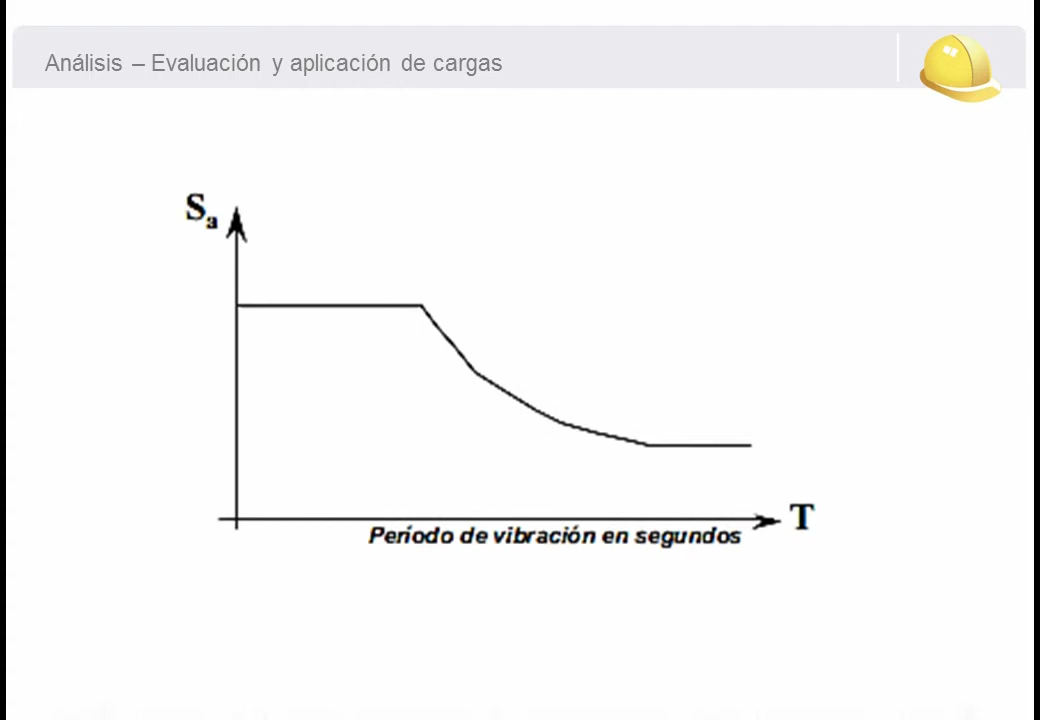 Análisis – Evaluación y aplicación de cargas
Sa
T
Período de vibración en segundos